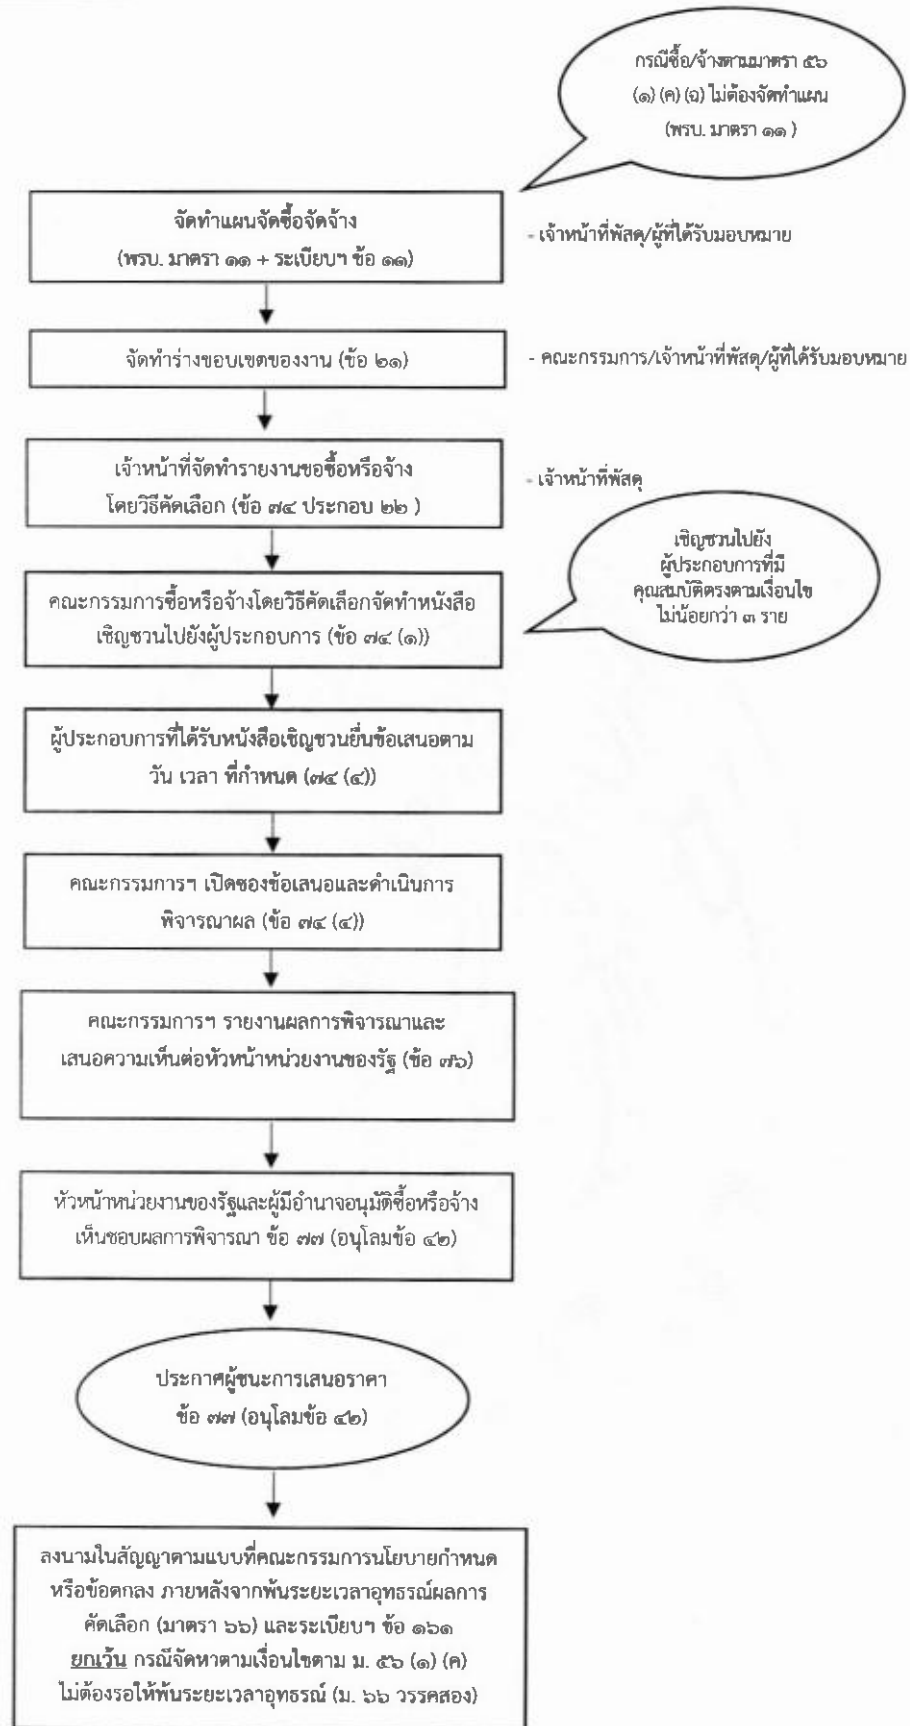 กรณีซื้อ/จ้างตามมาตรา ๕๖
(๑) (ค) (ฉ) ไม่ต้องจัดทำแผน
(พรบ. มาตรา ๑๑ )
จัดทำแผนจัดซื้อจัดจ้าง
(พรบ. มาตรา ๑๑ + ระเบียบฯ ข้อ ๑๑)
- เจ้าหน้าที่พัสดุ/ผู้ที่ได้รับมอบหมาย
จัดทำร่างขอบเขตของงาน (ข้อ ๒๑)
- คณะกรรมการ/เจ้าหน้าที่พัสดุ/ผู้ที่ได้รับมอบหมาย
เจ้าหน้าที่จัดทำรายงานขอซื้อหรือจ้าง
โดยวิธีคัดเลือก (ข้อ ๗๔ ประกอบ ๒๒ )
- เจ้าหน้าที่พัสดุ
เชิญชวนไปยัง
ผู้ประกอบการที่มี
คุณสมบัติตรงตามเงื่อนไข
ไม่น้อยกว่า ๓ ราย
คณะกรรมการซื้อหรือจ้างโดยวิธีคัดเลือกจัดทำหนังสือ
เชิญชวนไปยังผู้ประกอบการ (ข้อ ๗๔ (๑))
ผู้ประกอบการที่ได้รับหนังสือเชิญชวนยื่นข้อเสนอตาม
วัน เวลา ที่กำหนด (๗๔ (๔))
คณะกรรมการฯ เปิดซองข้อเสนอและดำเนินการ
พิจารณาผล (ข้อ ๗๔ (๔))
คณะกรรมการฯ รายงานผลการพิจารณาและ
เสนอความเห็นต่อหัวหน้าหน่วยงานของรัฐ (ข้อ ๗๖)
หัวหน้าหน่วยงานของรัฐและผู้มีอำนาจอนุมัติซื้อหรือจ้าง
เห็นชอบผลการพิจารณา ข้อ ๗๗ (อนุโลมข้อ ๔๒)
ประกาศผู้ชนะการเสนอราคา
ข้อ ๗๗ (อนุโลมข้อ ๔๒)
ลงนามในสัญญาตามแบบที่คณะกรรมการนโยบายกำหนด
หรือข้อตกลง ภายหลังจากพ้นระยะเวลาอุทธรณ์ผลการ
คัดเลือก (มาตรา ๖๖) และระเบียบฯ ข้อ ๑๖๑
ยกเว้น กรณีจัดหาตามเงื่อนไขตาม ม. ๕๖ (๑) (ค)
ไม่ต้องรอให้พ้นระยะเวลาอุทธรณ์ (ม. ๖๖ วรรคสอง)